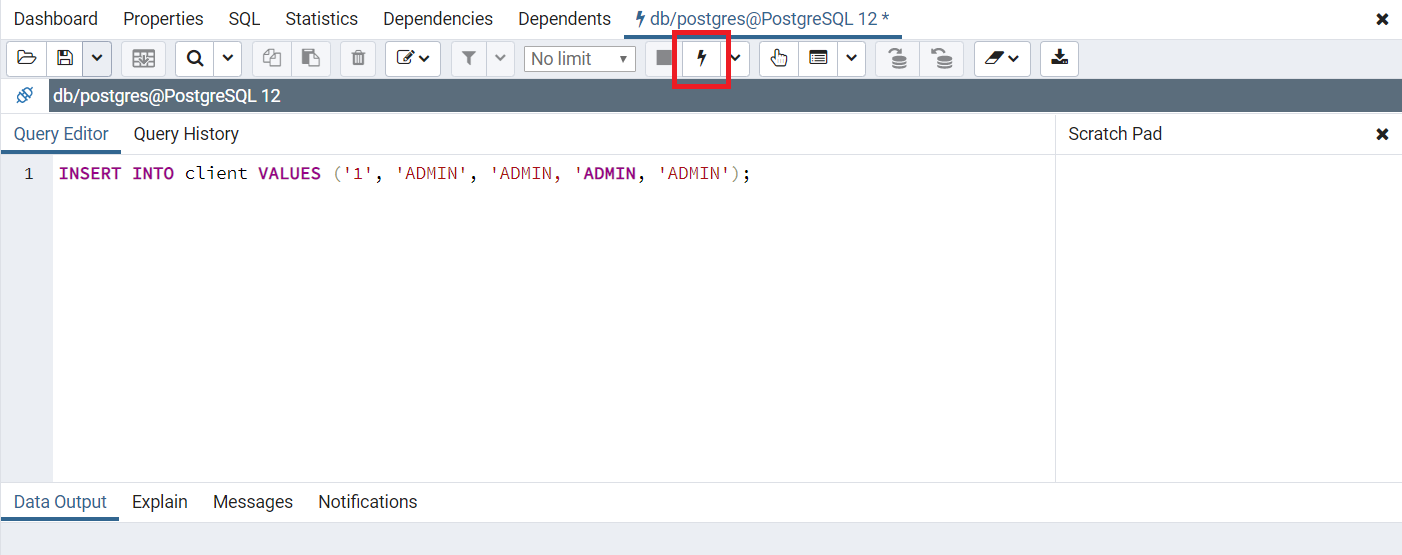 Dashboard Properties SQL Statistics Dependencies Dependents db/postgres@PostgreSQL 12 *
No limit
db/postgres@PostgreSQL 12
Query Editor Query History Scratch Pad
1 INSERT INTO client VALUES ('1', 'ADMIN', 'ADMIN, 'ADMIN, 'ADMIN');
Data Output Explain Messages Notifications